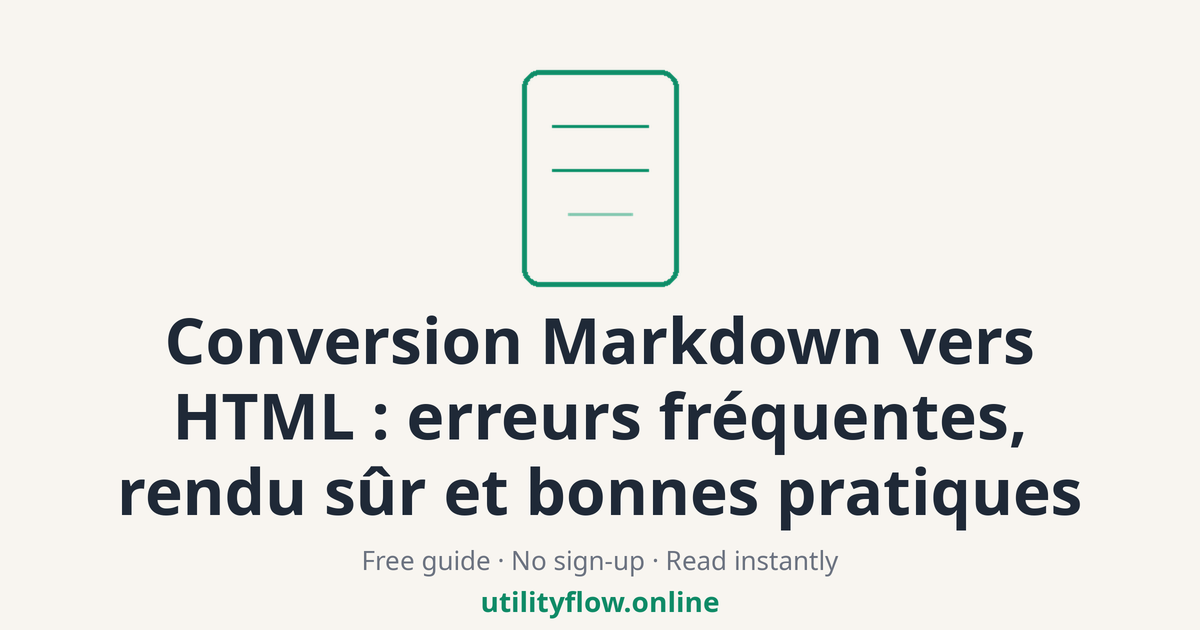 Conversion Markdown vers
HTML : erreurs fréquentes,
rendu sûr et bonnes pratiques
Free guide · No sign-up · Read instantly
utilityflow.online